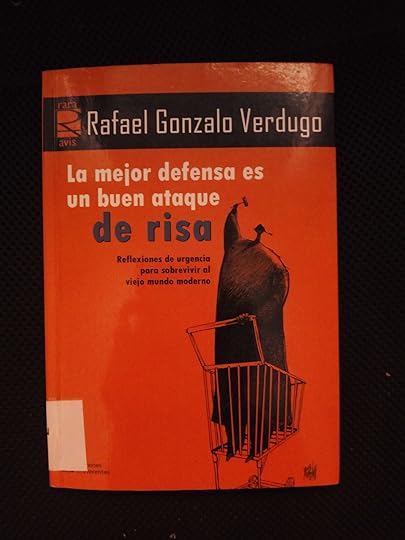 rara
avis
Rafael Gonzalo Verdugo
La mejor defensa es
un buen ataque
de risa
Reflexiones de urgencia
para sobrevivir al
viejo mundo moderno